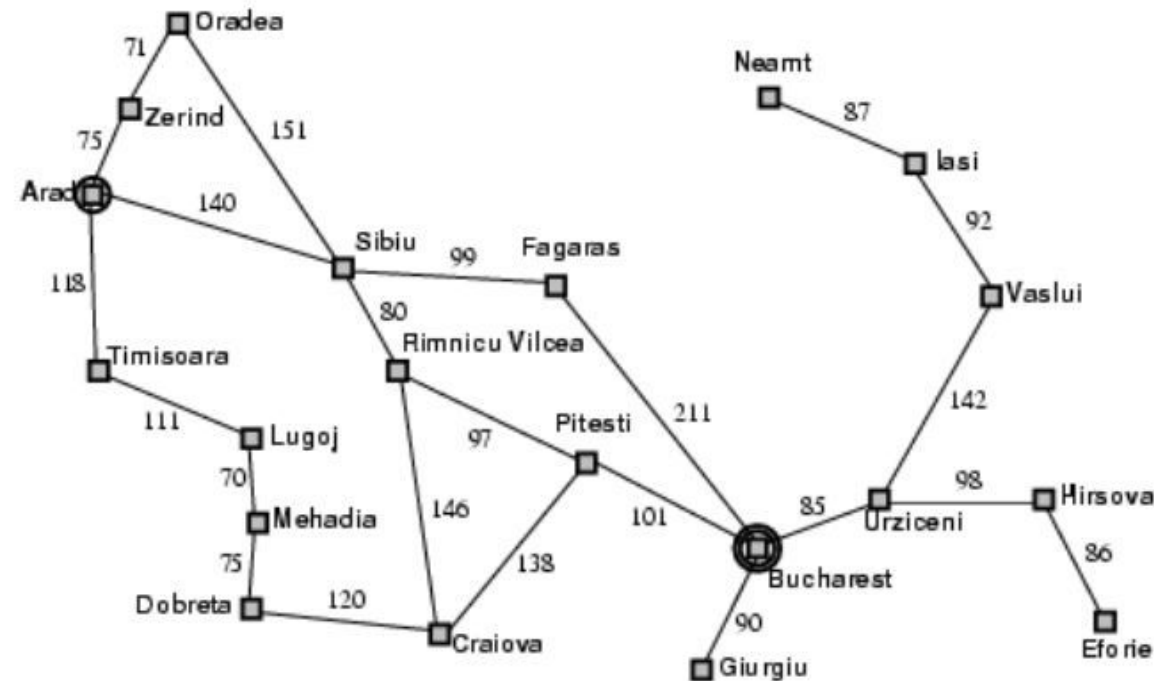 Oradea
71
Neamt
Zerind
87
75
151
Iasi
Arad
140
92
Sibiu
Fagaras
99
118
Vaslui
80
Timisoara
Rimnicu Vilcea
142
111
211
Pitesti
Lugoj
97
70
98
Hirsova
Mehadia
146
101
85
Urziceni
75
138
86
Bucharest
Dobreta
120
90
Craiova
Eforie
Giurgiu